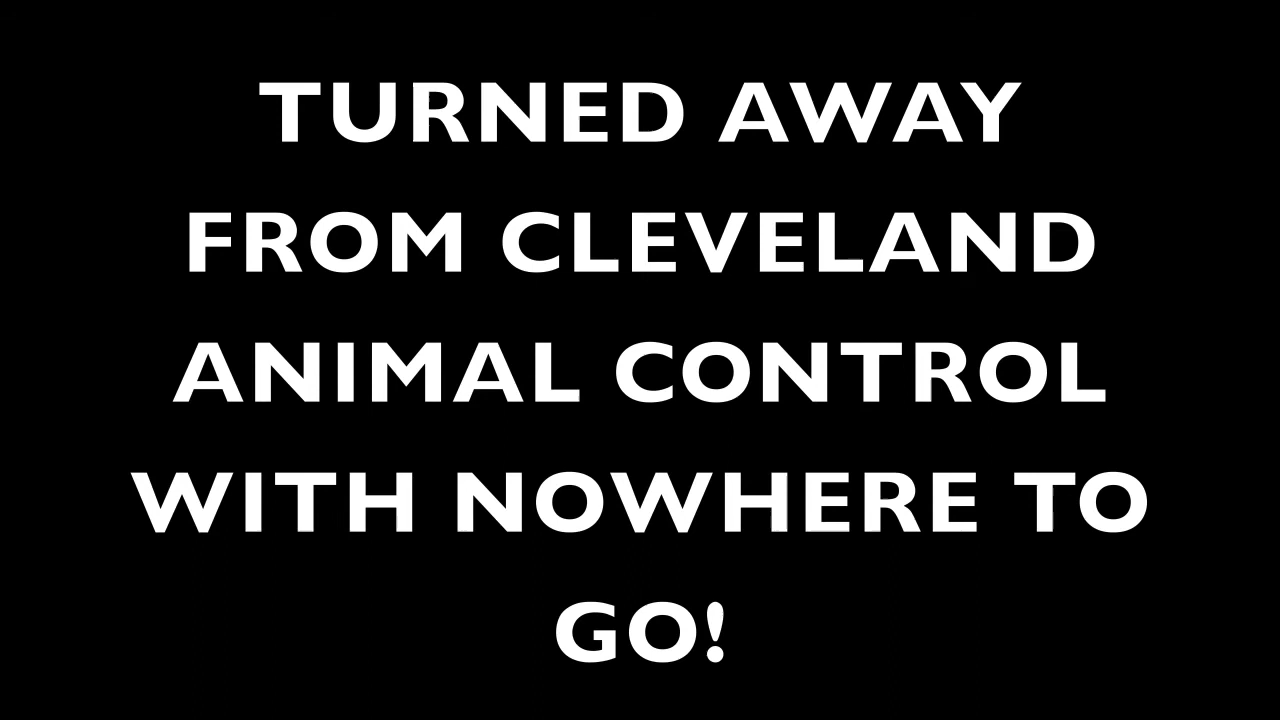 TURNED AWAY
FROM CLEVELAND
ANIMAL CONTROL
WITH NOWHERE TO
GO!